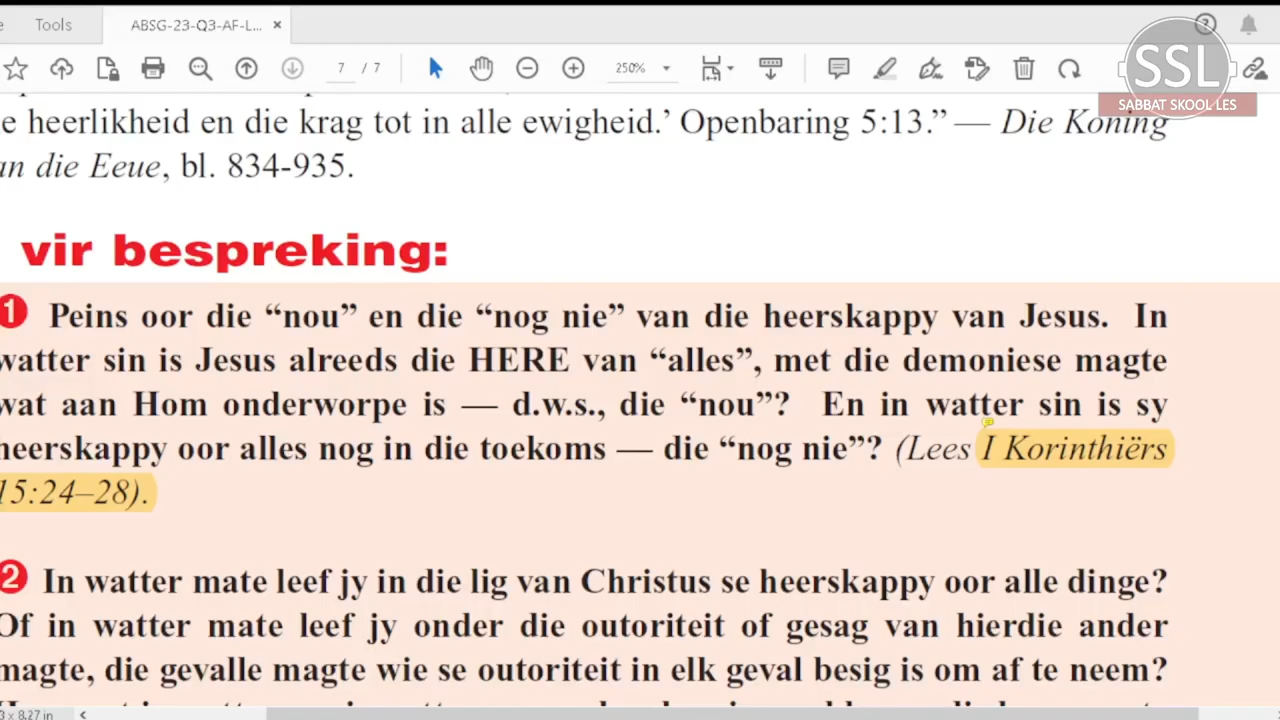 e Tools ABSG-23-Q3-AF-L... ×
7 / 7 250%
SSL
SABBAT SKOOL LES
e heerlikheid en die krag tot in alle ewigheid.’ Openbaring 5:13.” — Die Koning
an die Eeue, bl. 834-935.
vir bespreking:
1 Peins oor die “nou” en die “nog nie” van die heerskappy van Jesus. In
watter sin is Jesus alreeds die HERE van “alles”, met die demoniese magte
wat aan Hom onderworpe is — d.w.s., die “nou”? En in watter sin is sy
heerskappy oor alles nog in die toekoms — die “nog nie”? (Lees I Korinthiërs
15:24–28).
2 In watter mate leef jy in die lig van Christus se heerskappy oor alle dinge?
Of in watter mate leef jy onder die outoriteit of gesag van hierdie ander
magte, die gevalle magte wie se outoriteit in elk geval besig is om af te neem?
3 x 8.27 in